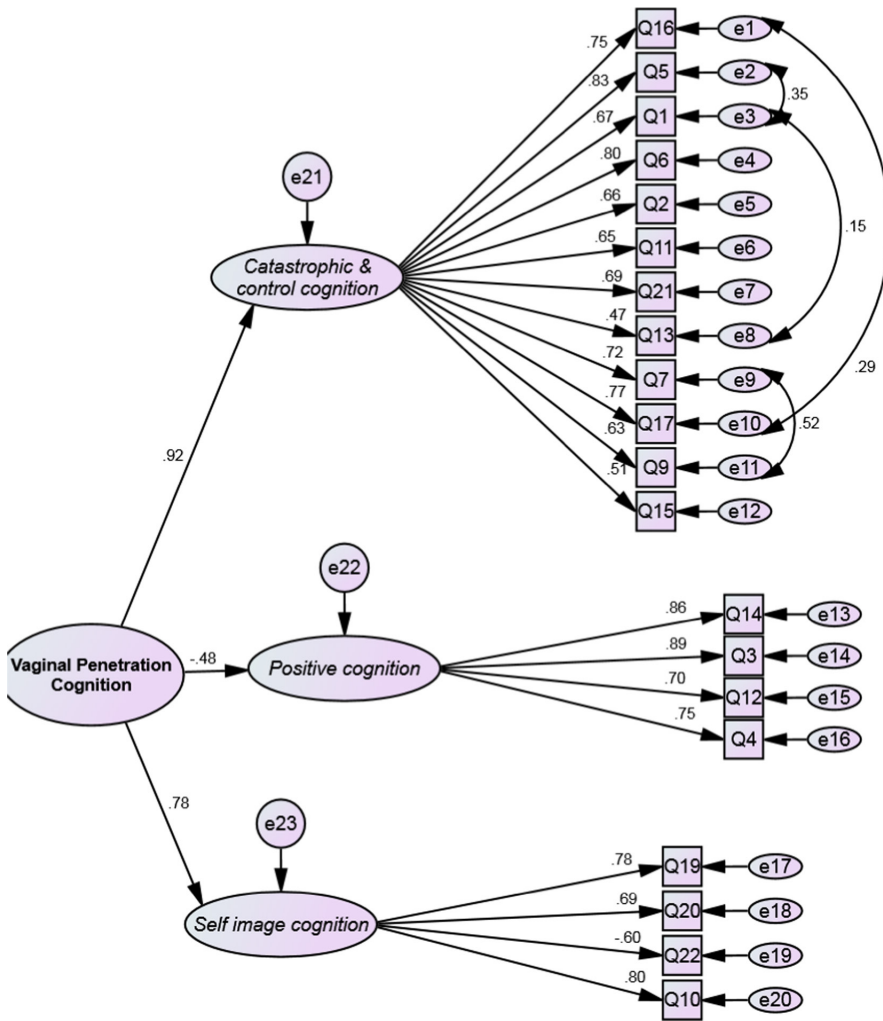 Q16
e1
.75
Q5
e2
.83
.35
Q1
e3
.67
Q6
e4
.80
e21
Q2
e5
.66
.15
Q11
e6
.65
Catastrophic &
control cognition
Q21
e7
.69
Q13
e8
.47
.29
Q7
e9
.72
Q17
e10
.77
.52
.63
Q9
e11
.51
.92
Q15
e12
e22
.86
Q14
e13
.89
Q3
e14
Vaginal Penetration
Cognition
-.48
Positive cognition
.70
Q12
e15
.75
Q4
e16
.78
e23
.78
Q19
e17
.69
Q20
e18
Self image cognition
-.60
Q22
e19
.80
Q10
e20